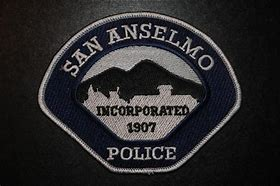 SAN ANSELMO
INCORPORATED
1907
POLICE